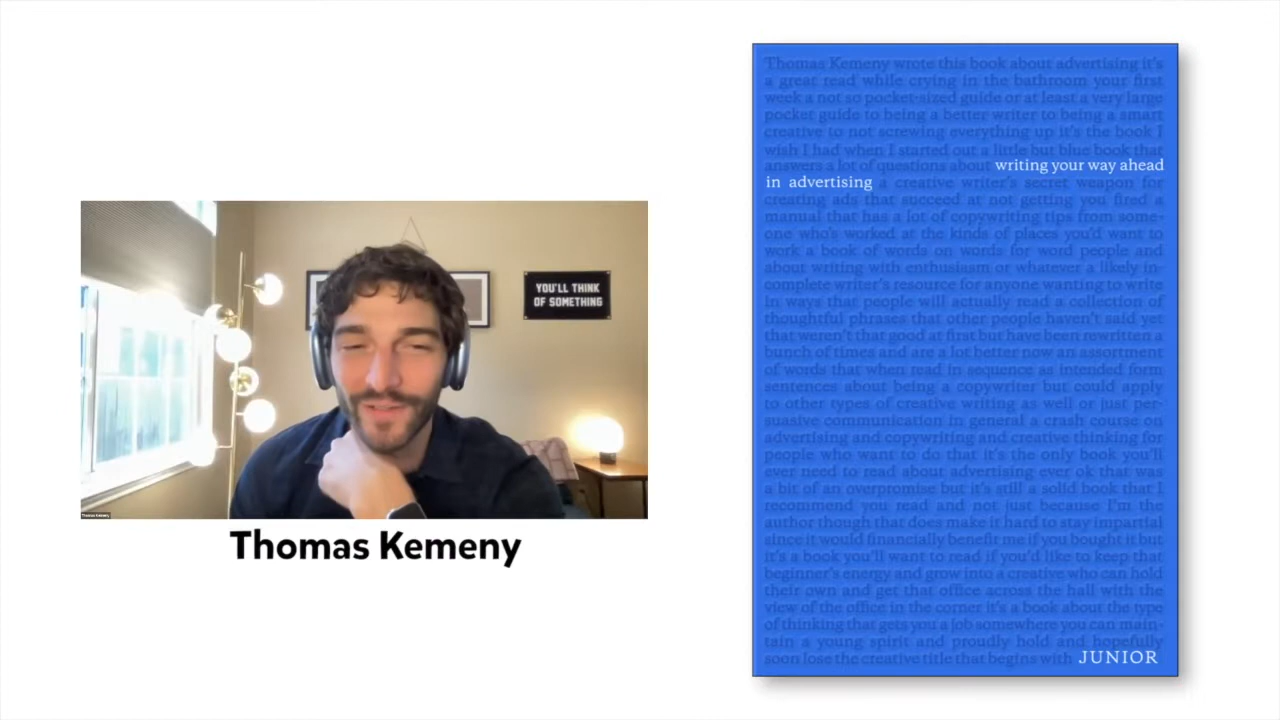 YOU'LL THINK
OF SOMETHING
Thomas Kemeny
Thomas Kemeny
Thomas Kemeny wrote this book about advertising it's
a great read while crying in the bathroom your first
week a not so pocket-sized guide or at least a very large
pocket guide to being a better writer to being a smart
creative to not screwing everything up it's the book I
wish I had when I started out a little but blue book that
answers a lot of questions about writing your way ahead
in advertising a creative writer's secret weapon for
creating ads that succeed at not getting you fired a
manual that has a lot of copywriting tips from some-
one who's worked at the kinds of places you'd want to
work a book of words on words for word people and
about writing with enthusiasm or whatever a likely in-
complete writer's resource for anyone wanting to write
in ways that people will actually read a collection of
thoughtful phrases that other people haven't said yet
that weren't that good at first but have been rewritten a
bunch of times and are a lot better now an assortment
of words that when read in sequence as intended form
sentences about being a copywriter but could apply
to other types of creative writing as well or just per-
suasive communication in general a crash course on
advertising and copywriting and creative thinking for
people who want to do that it's the only book you'll
ever need to read about advertising ever ok that was
a bit of an overpromise but it's still a solid book that I
recommend you read and not just because I'm the
author though that does make it hard to stay impartial
since it would financially benefit me if you bought it but
it's a book you'll want to read if you'd like to keep that
beginner's energy and grow into a creative who can hold
their own and get that office across the hall with the
view of the office in the corner it's a book about the type
of thinking that gets you a job somewhere you can main-
tain a young spirit and proudly hold and hopefully
soon lose the creative title that begins with JUNIOR